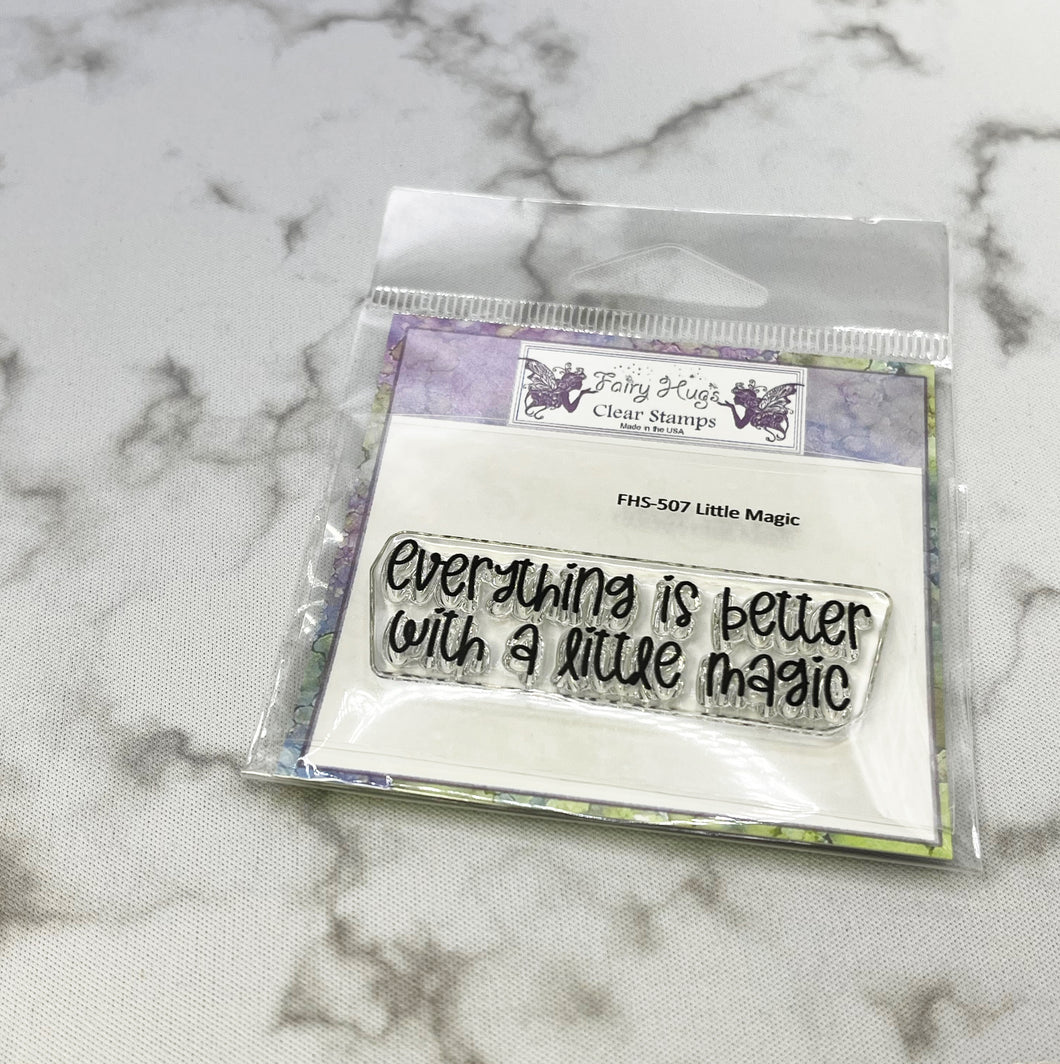 Fairy Hugs
Clear Stamps
Made in the USA
FHS-507 Little Magic
everything is better
with a little magic